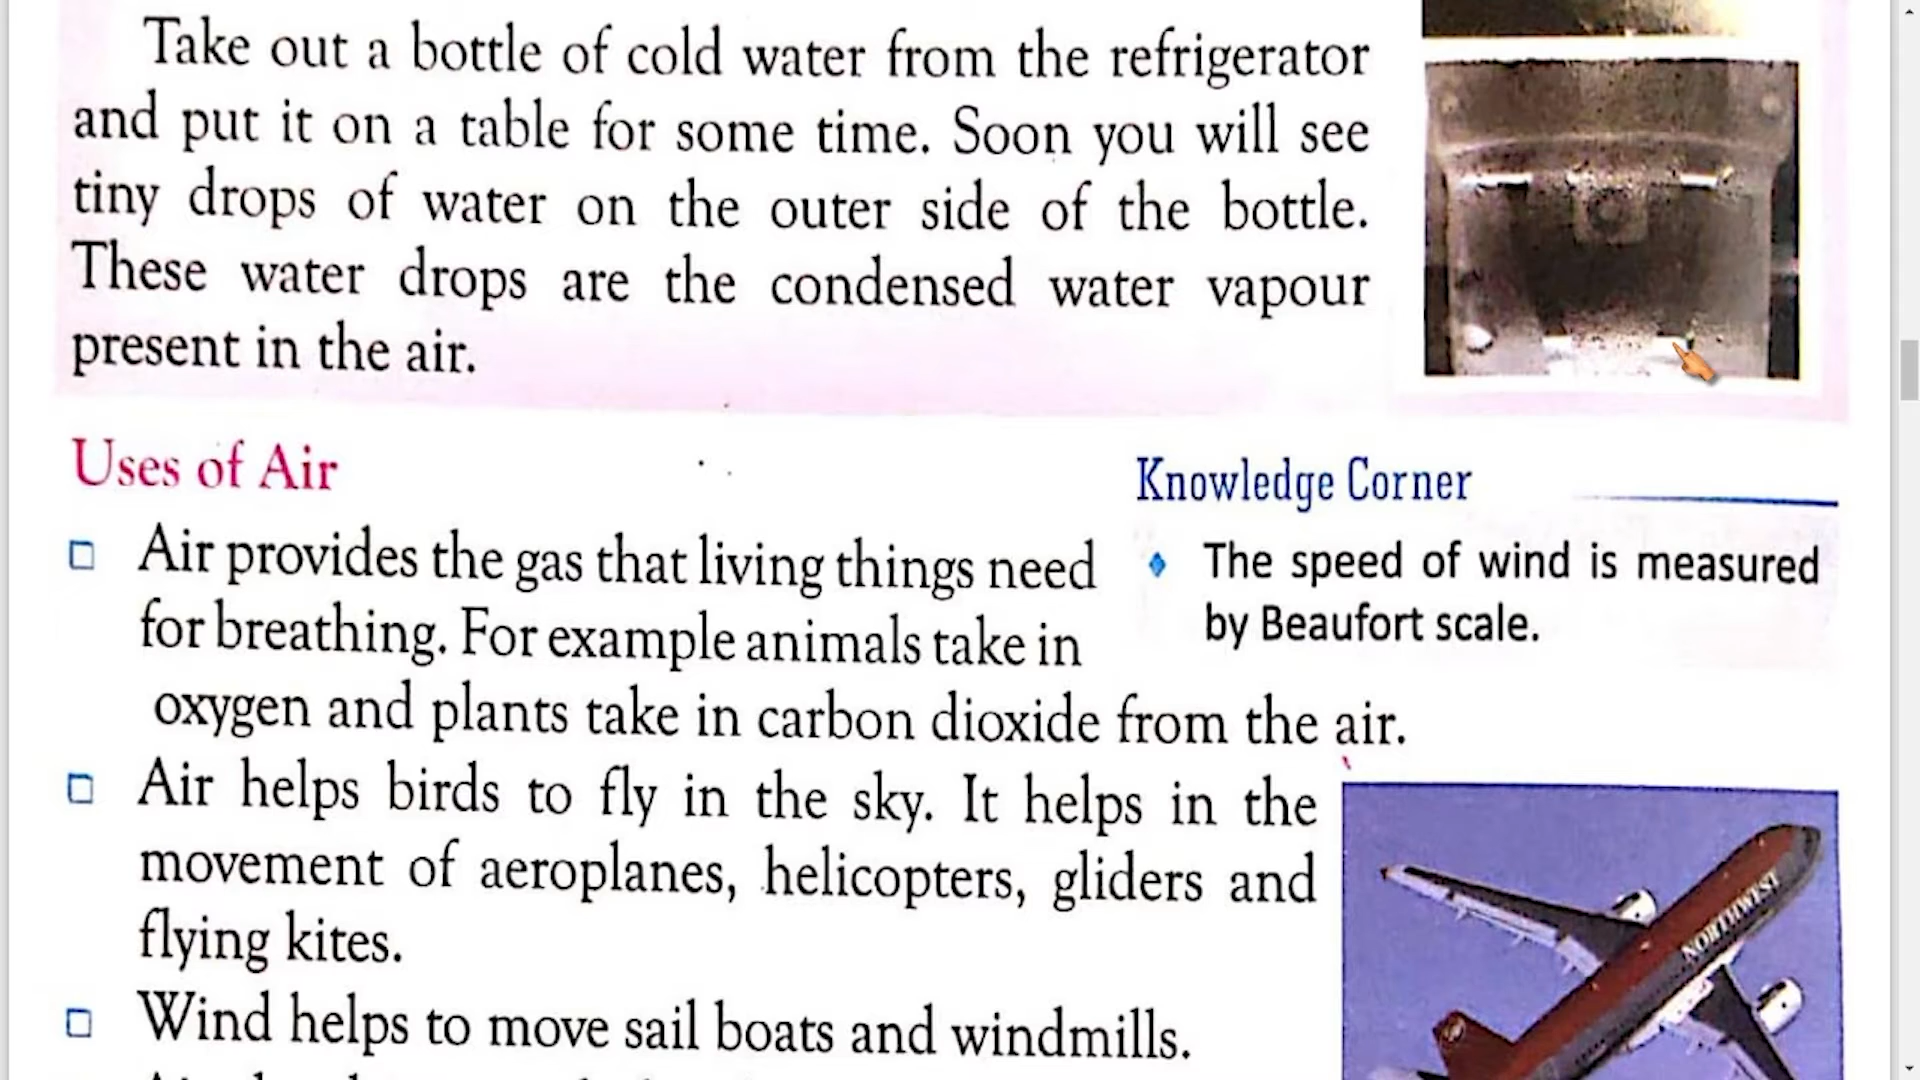 Take out a bottle of cold water from the refrigerator
and put it on a table for some time. Soon you will see
tiny drops of water on the outer side of the bottle.
These water drops are the condensed water vapour
present in the air.
Uses of Air
Air provides the gas that living things need
for breathing. For example animals take in
oxygen and plants take in carbon dioxide from the air.
Knowledge Corner
The speed of wind is measured
by Beaufort scale.
Air helps birds to fly in the sky. It helps in the
movement of aeroplanes, helicopters, gliders and
flying kites.
Wind helps to move sail boats and windmills.
NORTHWEST